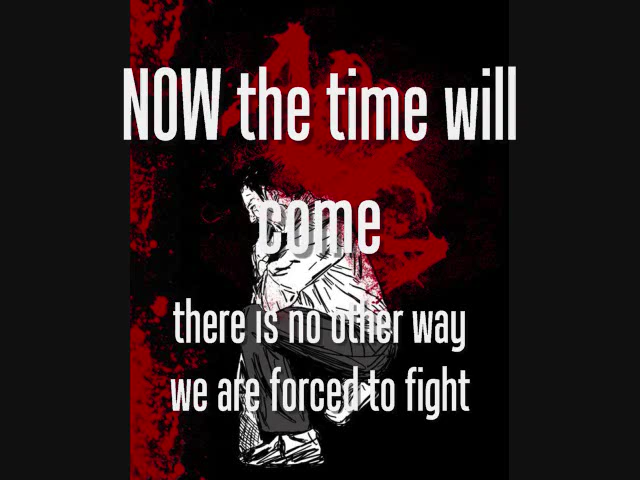 NOW the time will
come
there is no other way
we are forced to fight